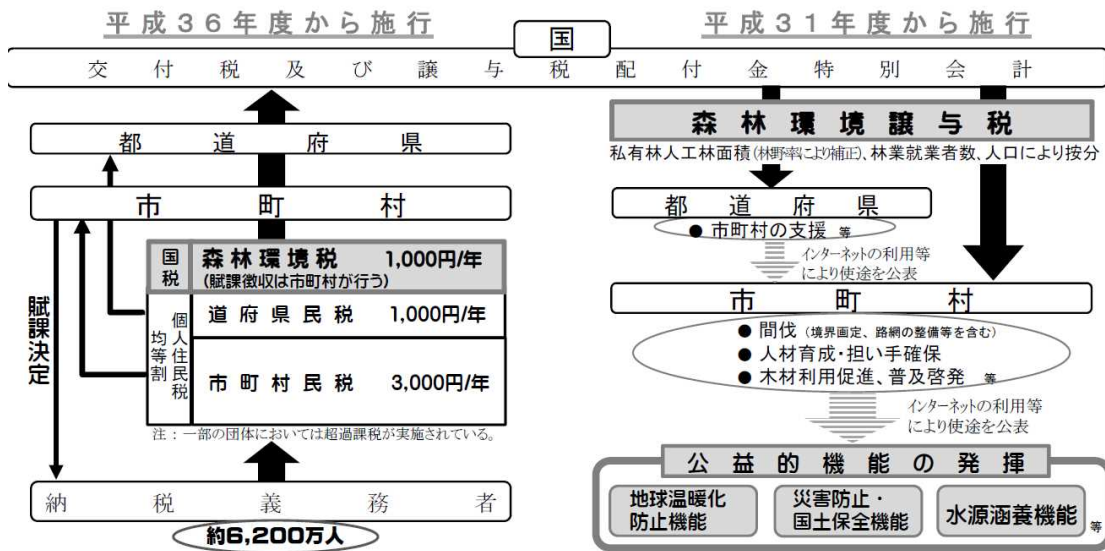 平成36年度から施行
平成31年度から施行
国
交付税及び譲与税配付金特別会計
都道府県
市町村
国税
森林環境税 1,000円/年
(賦課徴収は市町村が行う)
個人住民税
均等割
道府県民税 1,000円/年
市町村民税 3,000円/年
注:一部の団体においては超過課税が実施されている。
賦課決定
納税義務者
約6,200万人
森林環境譲与税
私有林人工林面積(林野率により補正)、林業就業者数、人口により按分
都道府県
● 市町村の支援 等
インターネットの利用等
により使途を公表
市町村
● 間伐(境界画定、路網の整備等を含む)
● 人材育成・担い手確保
● 木材利用促進、普及啓発 等
インターネットの利用等
により使途を公表
公益的機能の発揮
地球温暖化
防止機能
災害防止・
国土保全機能
水源涵養機能
等